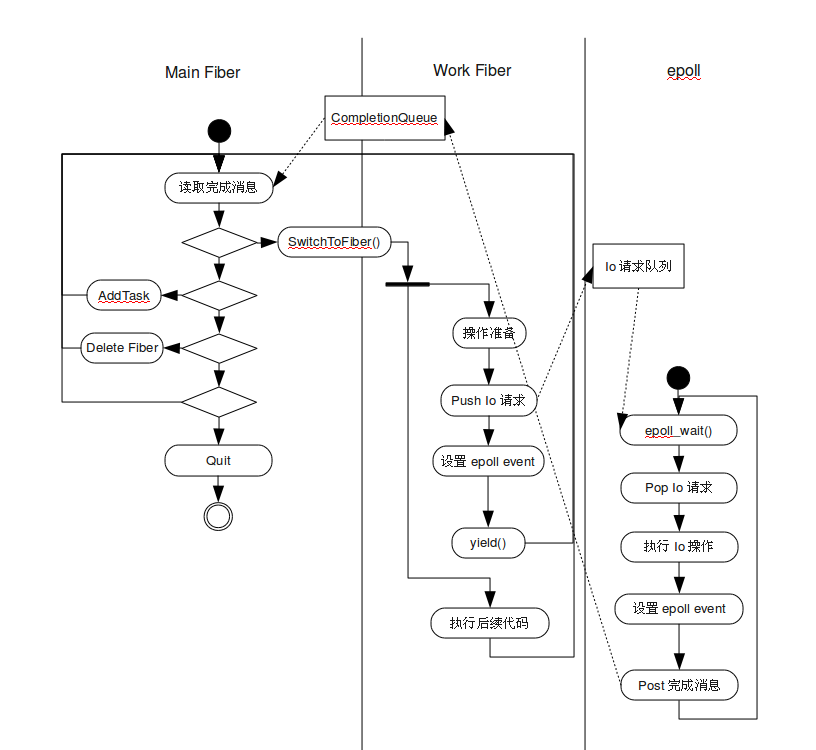 Main Fiber
Work Fiber
epoll
CompletionQueue
读取完成消息
SwitchToFiber()
AddTask
Delete Fiber
Quit
操作准备
Push Io 请求
设置 epoll event
yield()
执行后续代码
Io 请求队列
epoll_wait()
Pop Io 请求
执行 Io 操作
设置 epoll event
Post 完成消息